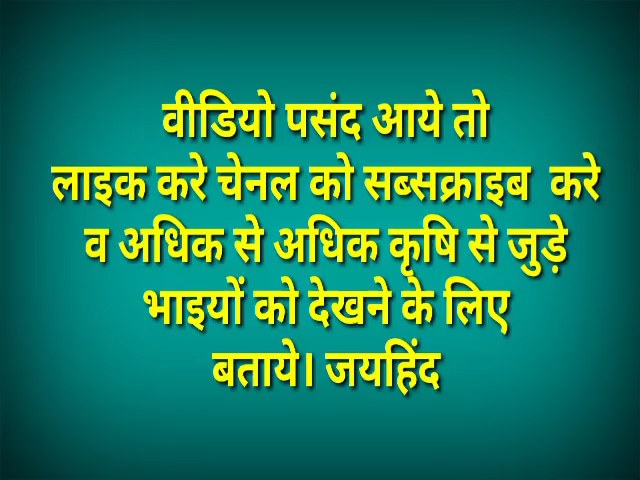 वीडियो पसंद आये तो
लाइक करे चेनल को सब्सक्राइब करे
व अधिक से अधिक कृषि से जुड़े
भाइयों को देखने के लिए
बताये। जयहिंद